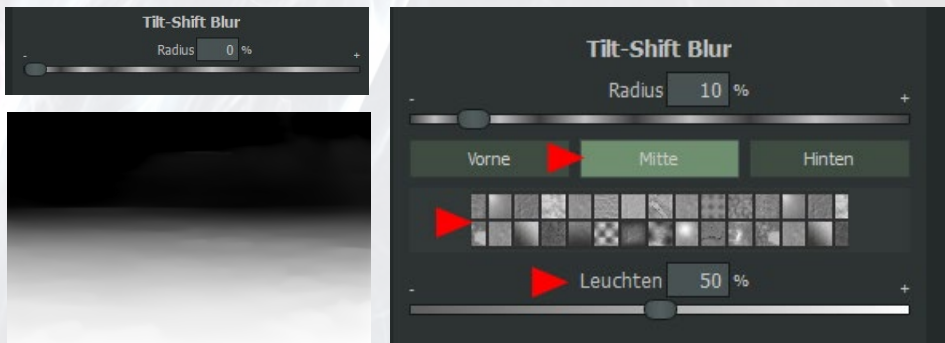 Tilt-Shift Blur
Radius 0 %
- +
Tilt-Shift Blur
Radius 10 %
- +
Vorne Mitte Hinten
Leuchten 50 %
- +